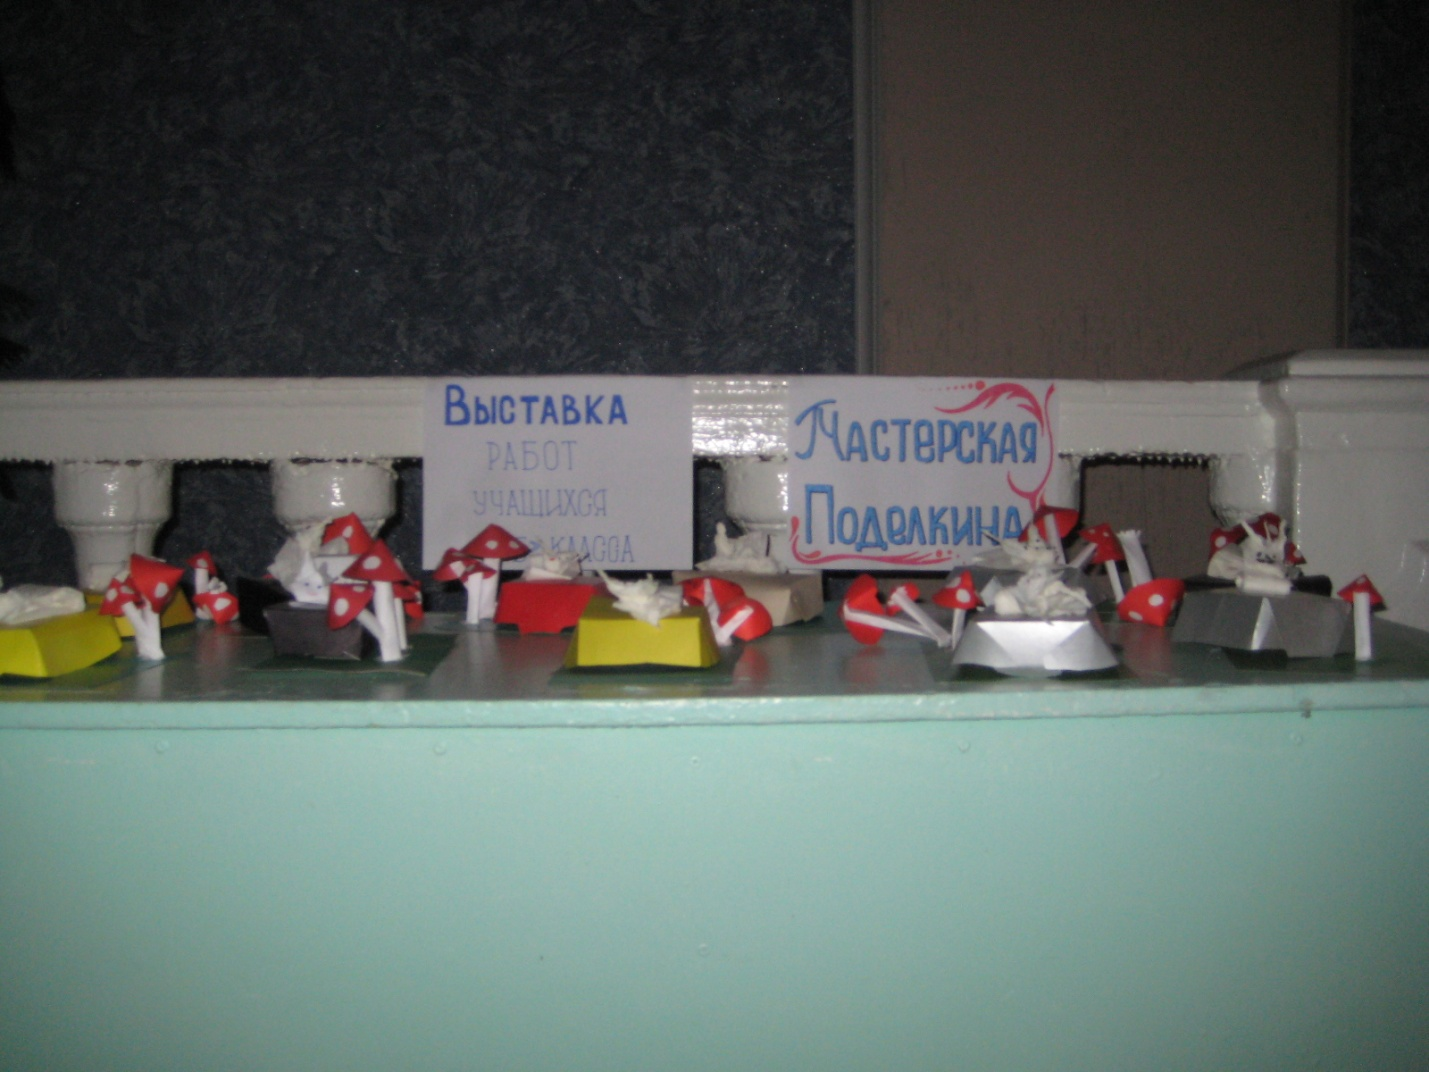 Выставка
работ
учащихся
класса
Мастерская
Поделкина